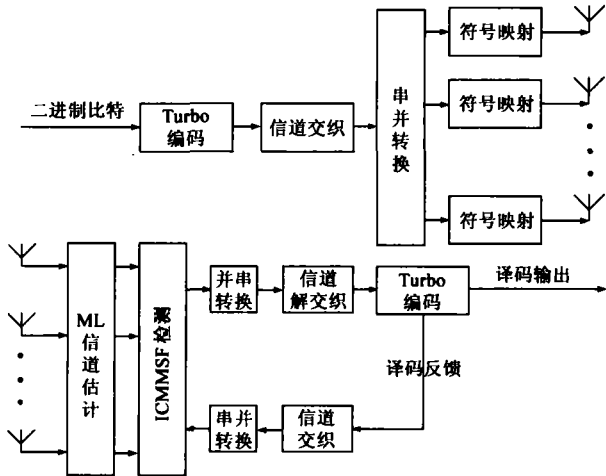 二进制比特
Turbo
编码
信道交织
串并转换
符号映射
符号映射
符号映射
ML
信道估计
ICMMSF检测
并串
转换
信道
解交织
Turbo
编码
译码输出
译码反馈
串并
转换
信道
交织